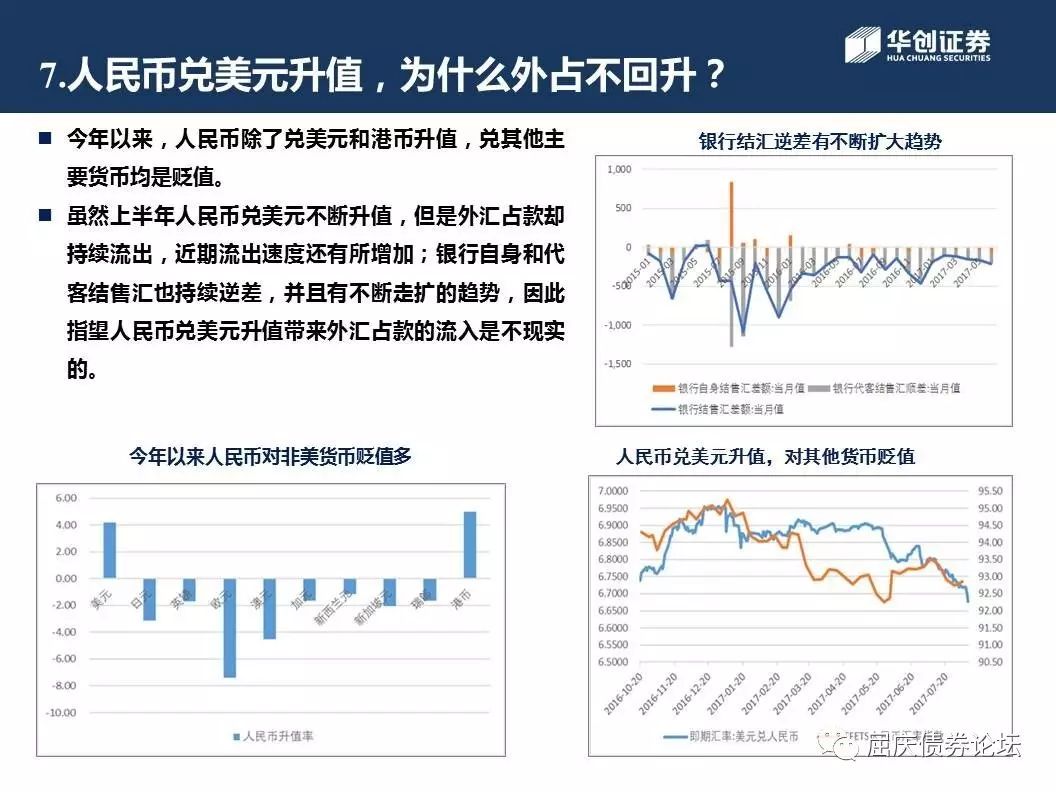 7.人民币兑美元升值，为什么外占不回升？
华创证券
HUA CHUANG SECURITIES
今年以来，人民币除了兑美元和港币升值，兑其他主
要货币均是贬值。
虽然上半年人民币兑美元不断升值，但是外汇占款却
持续流出，近期流出速度还有所增加；银行自身和代
客结售汇也持续逆差，并且有不断走扩的趋势，因此
指望人民币兑美元升值带来外汇占款的流入是不现实
的。
银行结汇逆差有不断扩大趋势
1,000
500
0
-500
-1,000
-1,500
2015-01
2015-03
2015-05
2015-07
2015-09
2015-11
2016-01
2016-03
2016-05
2016-07
2016-09
2016-11
2017-01
2017-03
2017-05
银行自身结售汇差额:当月值 银行代客结售汇顺差:当月值
银行结售汇差额:当月值
今年以来人民币对非美货币贬值多
6.00
4.00
2.00
0.00
-2.00
-4.00
-6.00
-8.00
-10.00
美元 日元 英镑 欧元 澳元 加元 新西兰元 新加坡元 瑞郎 港币
人民币升值率
人民币兑美元升值，对其他货币贬值
7.0000 95.50
6.9500 95.00
6.9000 94.50
6.8500 94.00
6.8000 93.50
6.7500 93.00
6.7000 92.50
6.6500 92.00
6.6000 91.50
6.5500 91.00
6.5000 90.50
2016-10-20
2016-11-20
2016-12-20
2017-01-20
2017-02-20
2017-03-20
2017-04-20
2017-05-20
2017-06-20
2017-07-20
即期汇率:美元兑人民币
屈庆债券论坛